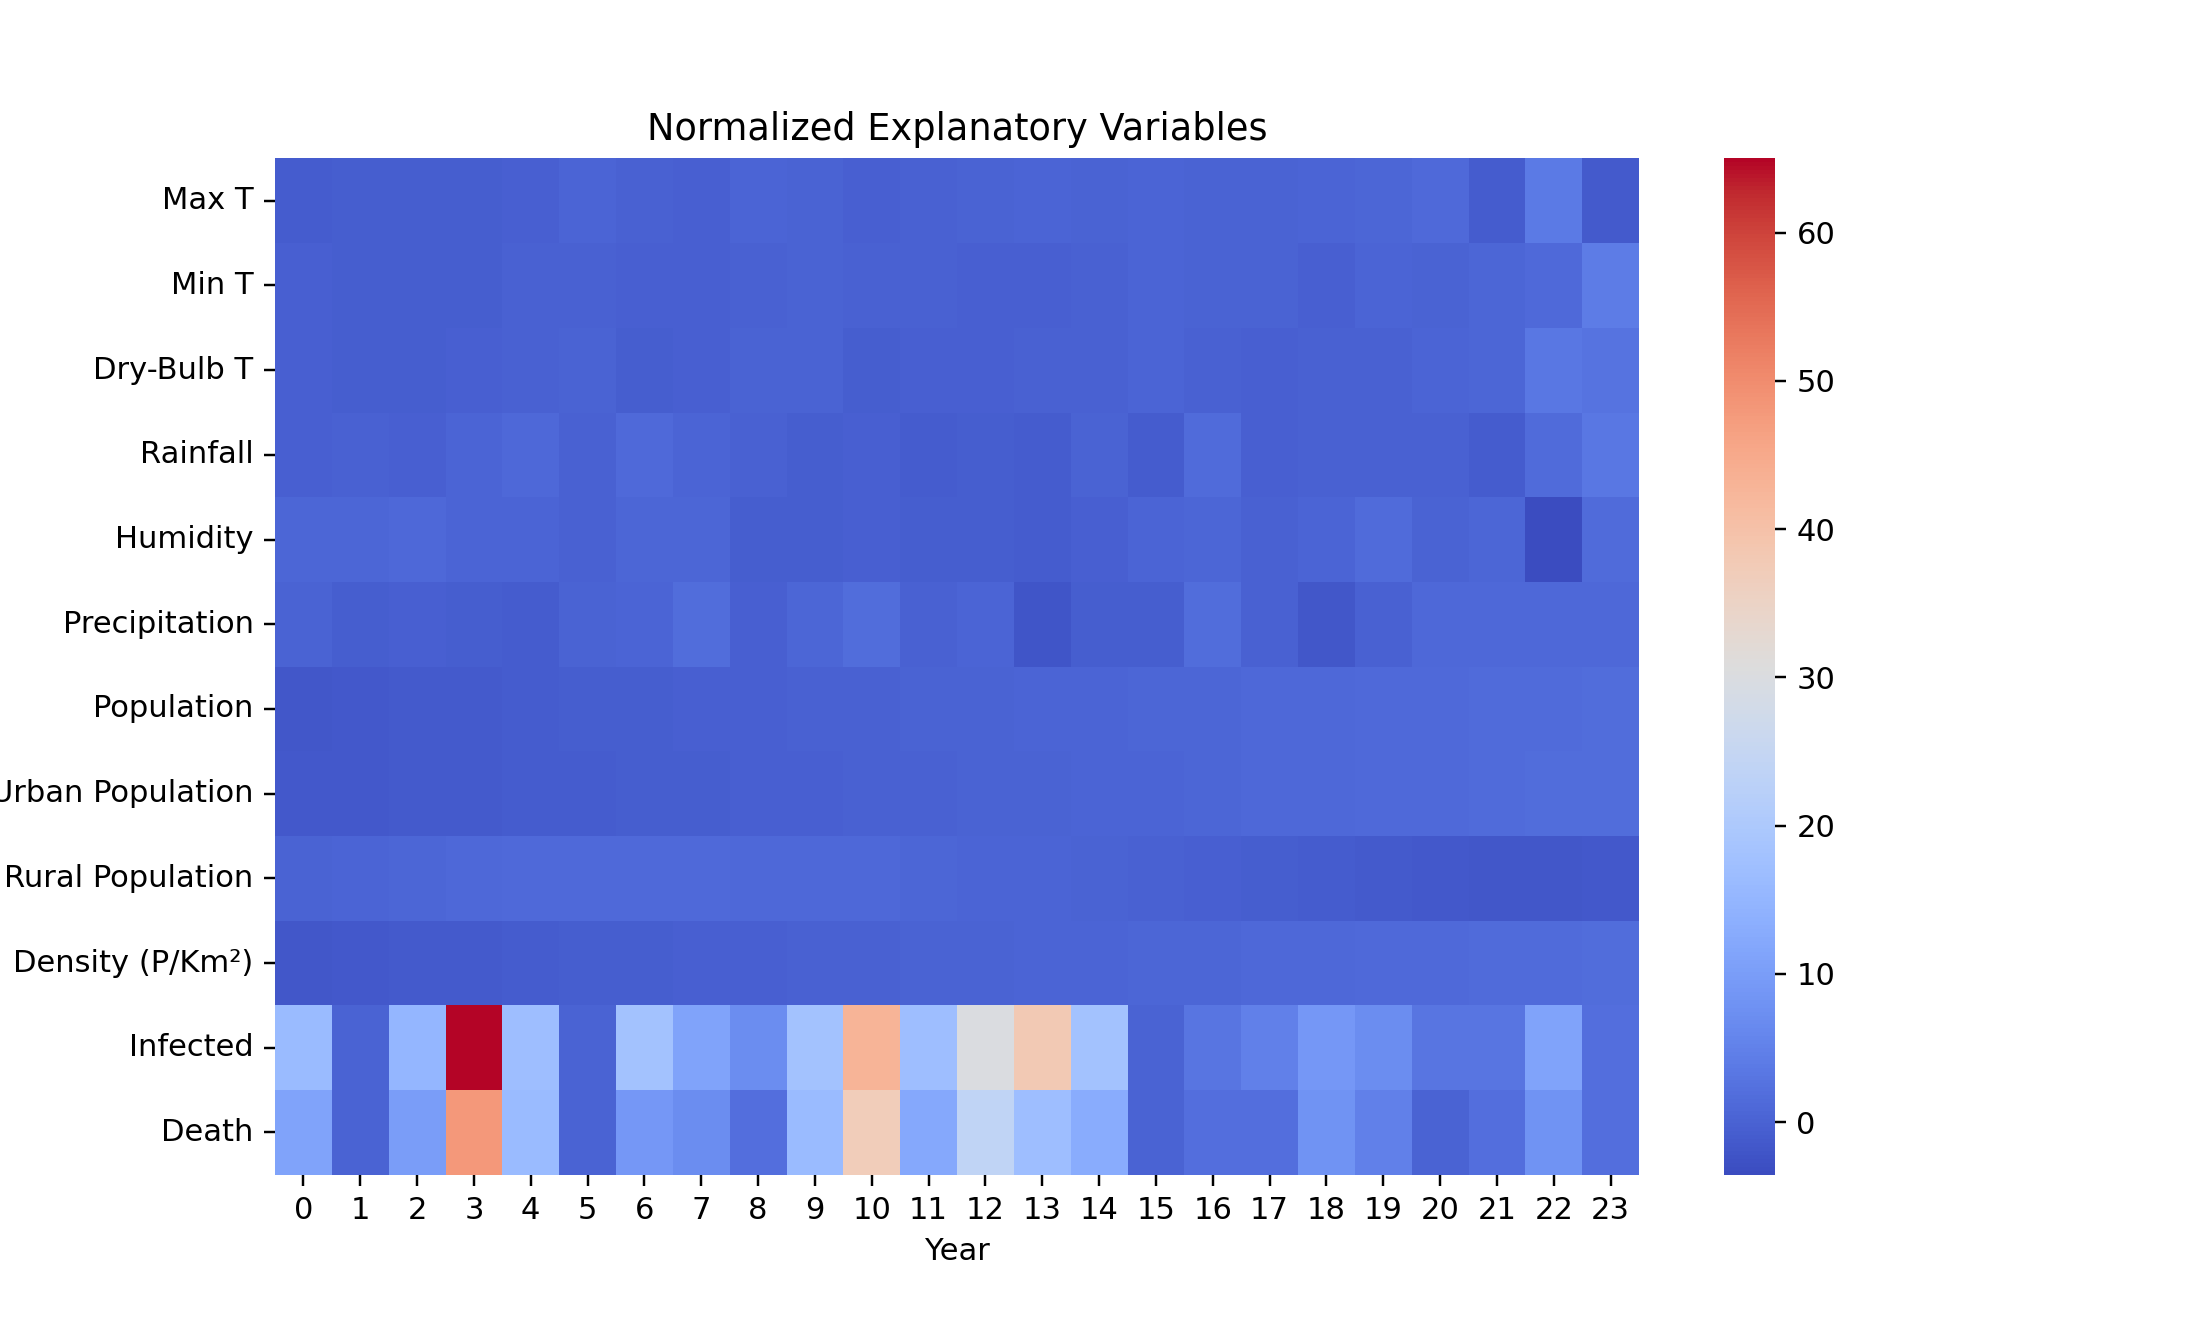 Normalized Explanatory Variables
Max T
Min T
Dry-Bulb T
Rainfall
Humidity
Precipitation
Population
Urban Population
Rural Population
Density (P/Km²)
Infected
Death
0 1 2 3 4 5 6 7 8 9 10 11 12 13 14 15 16 17 18 19 20 21 22 23
Year
60
50
40
30
20
10
0